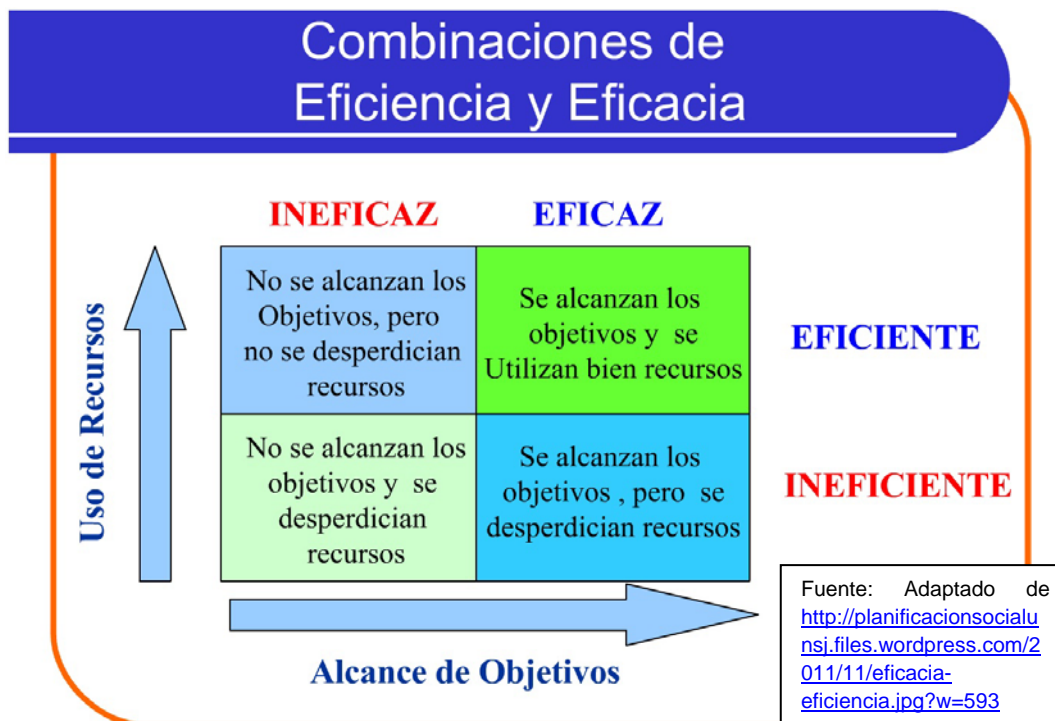 Combinaciones de
Eficiencia y Eficacia
INEFICAZ
EFICAZ
No se alcanzan los
Objetivos, pero
no se desperdician
recursos
Se alcanzan los
objetivos y se
Utilizan bien recursos
EFICIENTE
No se alcanzan los
objetivos y se
desperdician
recursos
Se alcanzan los
objetivos , pero se
desperdician recursos
INEFICIENTE
Uso de Recursos
Alcance de Objetivos
Fuente: Adaptado de
http://planificacionsocialu
nsj.files.wordpress.com/2
011/11/eficacia-
eficiencia.jpg?w=593